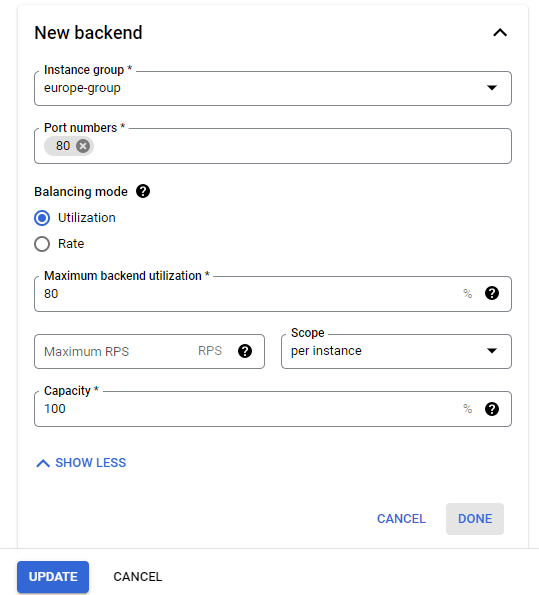 New backend
Instance group *
europe-group
Port numbers *
80
Balancing mode
Utilization
Rate
Maximum backend utilization *
80 %
Maximum RPS RPS
Scope
per instance
Capacity *
100 %
SHOW LESS
CANCEL DONE
UPDATE CANCEL